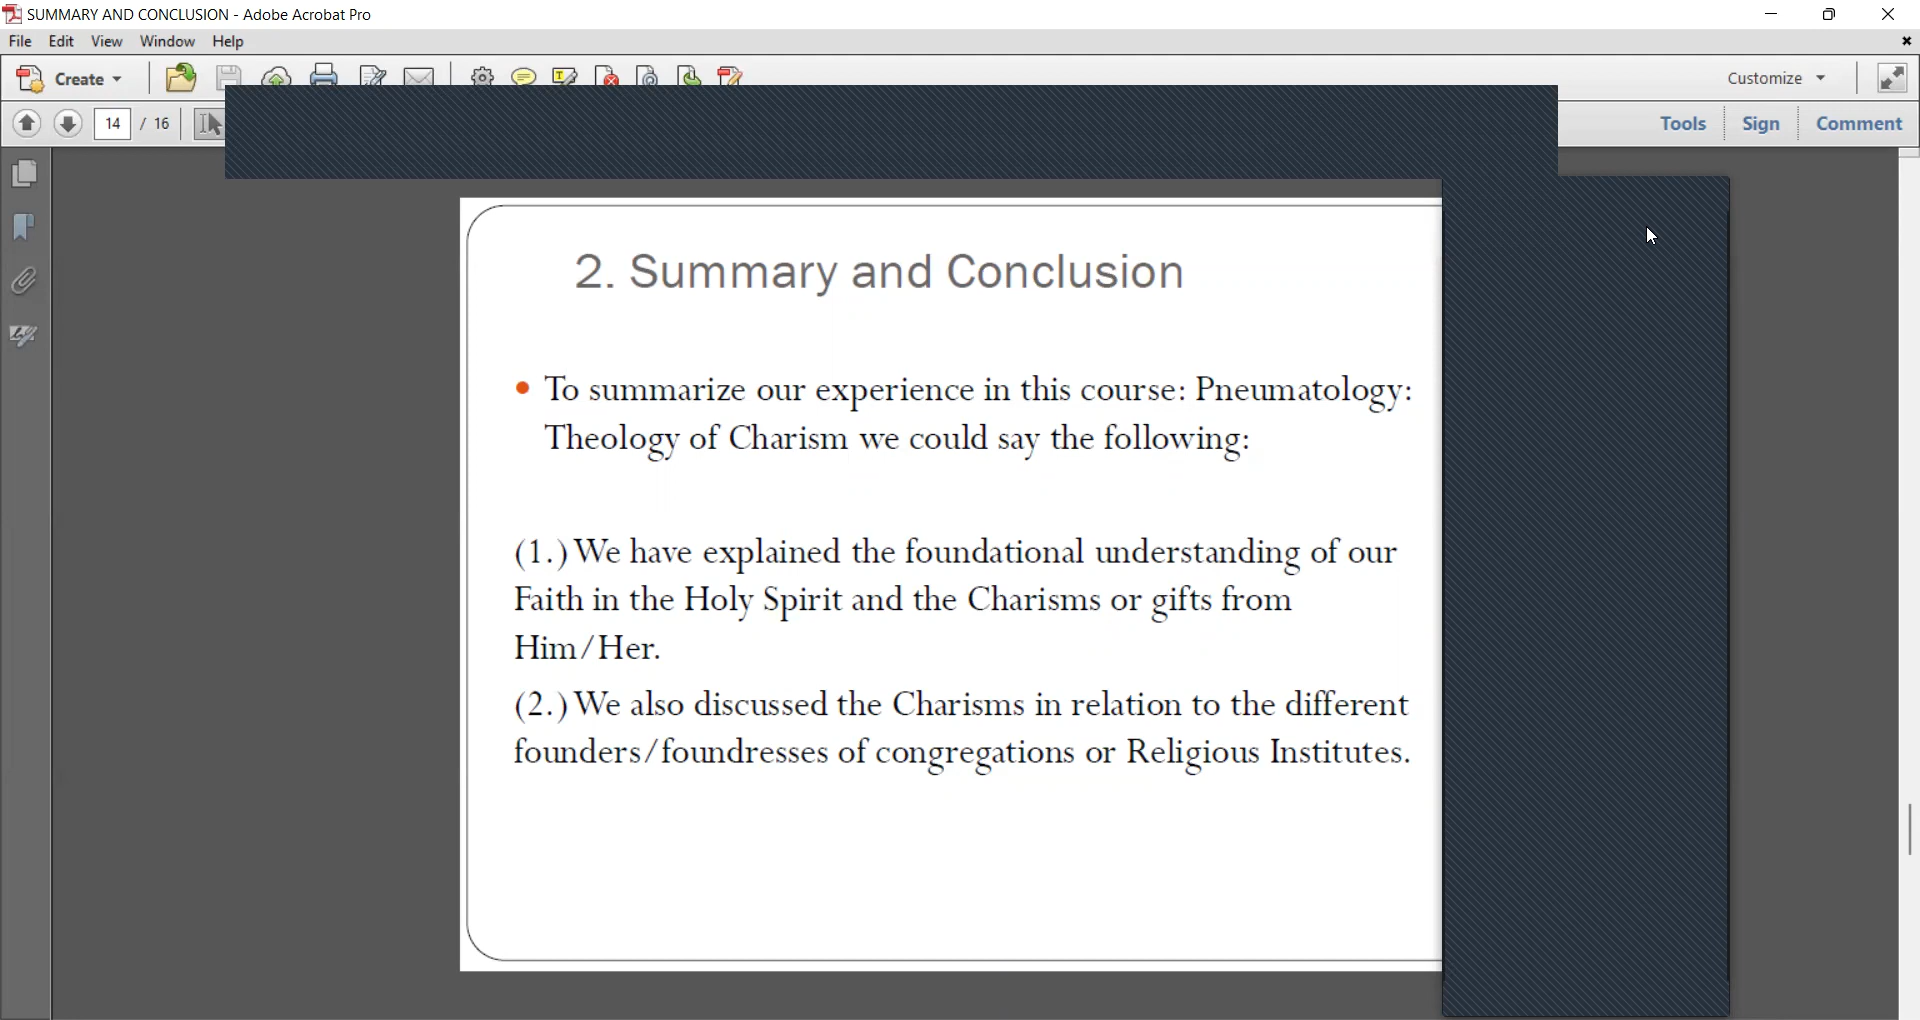 SUMMARY AND CONCLUSION - Adobe Acrobat Pro
File Edit View Window Help
Create
Customize
14 / 16
Tools Sign Comment
2. Summary and Conclusion
• To summarize our experience in this course: Pneumatology:
Theology of Charism we could say the following:
(1.) We have explained the foundational understanding of our
Faith in the Holy Spirit and the Charisms or gifts from
Him/Her.
(2.) We also discussed the Charisms in relation to the different
founders/foundresses of congregations or Religious Institutes.